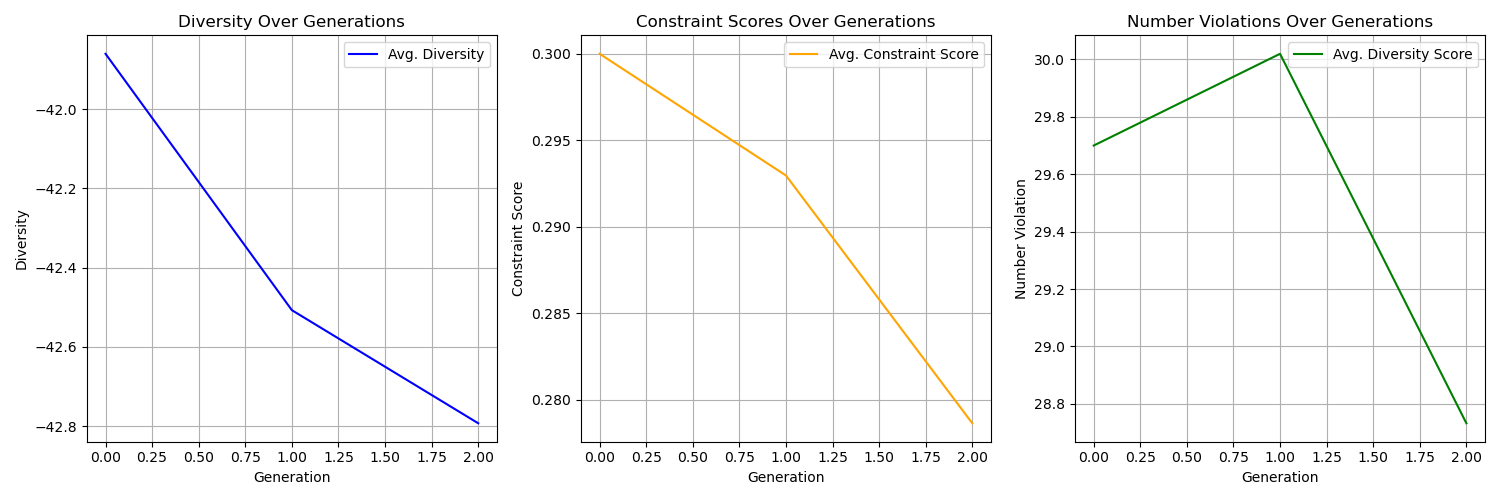 Diversity Over Generations
Avg. Diversity
Diversity
−42.0
−42.2
−42.4
−42.6
−42.8
0.00 0.25 0.50 0.75 1.00 1.25 1.50 1.75 2.00
Generation
Constraint Scores Over Generations
Avg. Constraint Score
Constraint Score
0.300
0.295
0.290
0.285
0.280
0.00 0.25 0.50 0.75 1.00 1.25 1.50 1.75 2.00
Generation
Number Violations Over Generations
Avg. Diversity Score
Number Violation
30.0
29.8
29.6
29.4
29.2
29.0
28.8
0.00 0.25 0.50 0.75 1.00 1.25 1.50 1.75 2.00
Generation